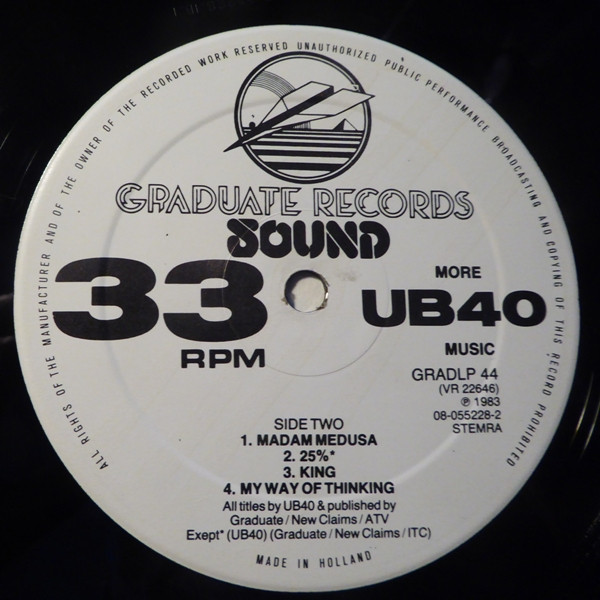 ALL RIGHTS OF THE MANUFACTURER AND OF THE OWNER OF THE RECORDED WORK RESERVED UNAUTHORIZED PUBLIC PERFORMANCE BROADCASTING AND COPYING OF THIS RECORD PROHIBITED
GRADUATE RECORDS
SOUND
33
RPM
MORE
UB40
MUSIC
GRADLP 44
(VR 22646)
℗ 1983
08-055228-2
STEMRA
SIDE TWO
1. MADAM MEDUSA
2. 25%*
3. KING
4. MY WAY OF THINKING
All titles by UB40 & published by
Graduate / New Claims / ATV
Exept* (UB40) (Graduate / New Claims / ITC)
MADE IN HOLLAND